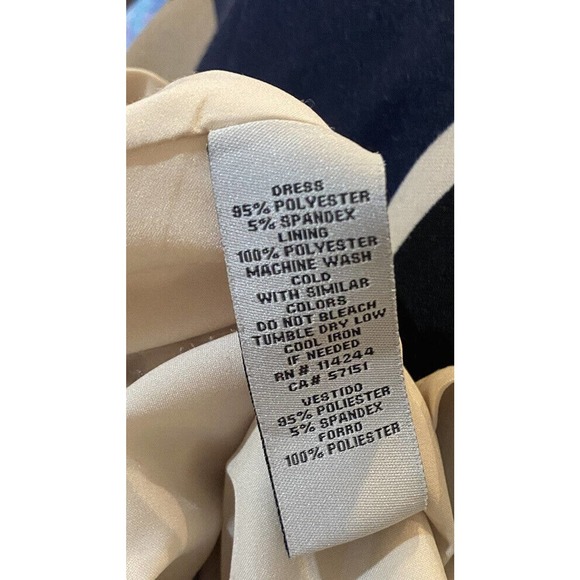 DRESS
95% POLYESTER
5% SPANDEX
LINING
100% POLYESTER
MACHINE WASH
COLD
WITH SIMILAR
COLORS
DO NOT BLEACH
TUMBLE DRY LOW
COOL IRON
IF NEEDED
RN# 114244
CA# 57151
VESTIDO
95% POLIESTER
5% SPANDEX
FORRO
100% POLIESTER